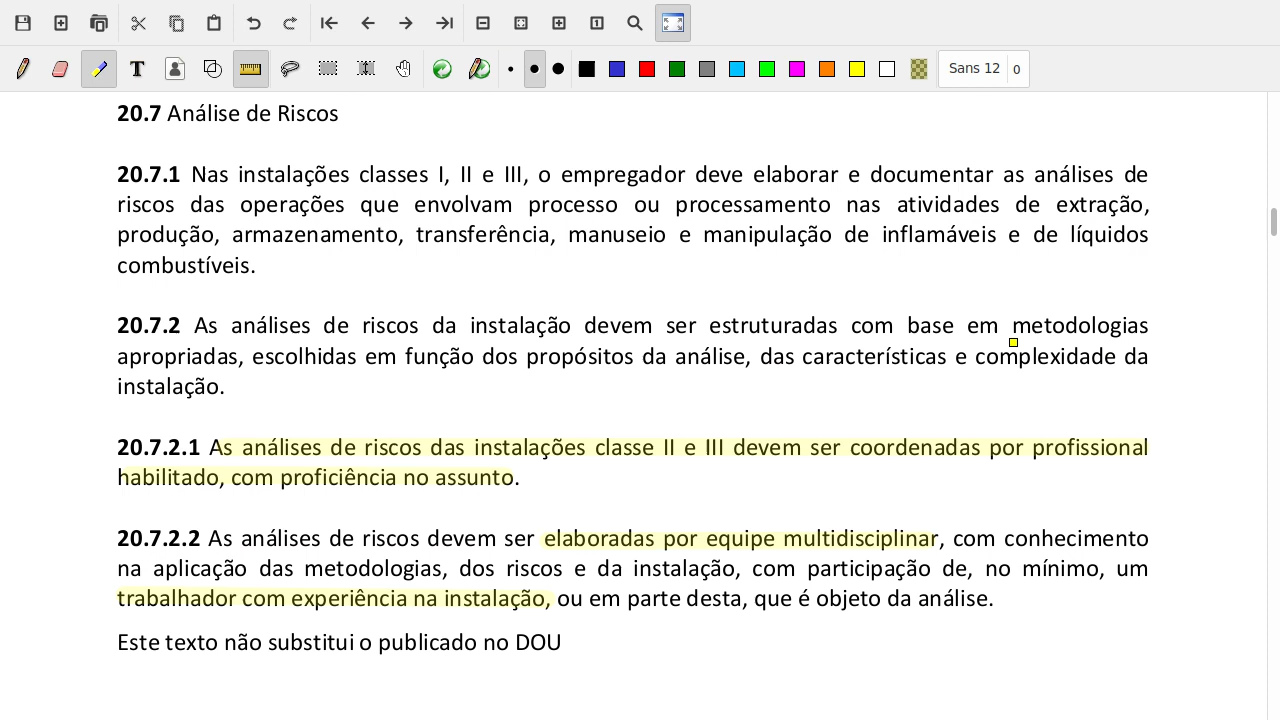 Sans 12 0
20.7 Análise de Riscos
20.7.1 Nas instalações classes I, II e III, o empregador deve elaborar e documentar as análises de
riscos das operações que envolvam processo ou processamento nas atividades de extração,
produção, armazenamento, transferência, manuseio e manipulação de inflamáveis e de líquidos
combustíveis.
20.7.2 As análises de riscos da instalação devem ser estruturadas com base em metodologias
apropriadas, escolhidas em função dos propósitos da análise, das características e complexidade da
instalação.
20.7.2.1 As análises de riscos das instalações classe II e III devem ser coordenadas por profissional
habilitado, com proficiência no assunto.
20.7.2.2 As análises de riscos devem ser elaboradas por equipe multidisciplinar, com conhecimento
na aplicação das metodologias, dos riscos e da instalação, com participação de, no mínimo, um
trabalhador com experiência na instalação, ou em parte desta, que é objeto da análise.
Este texto não substitui o publicado no DOU